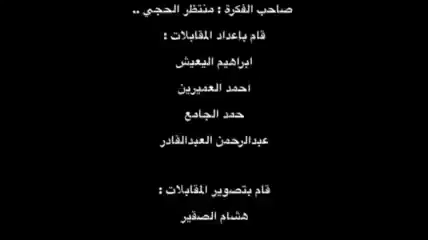 صاحب الفكرة : منتظر الحجي ..
قام بإعداد المقابلات :
ابراهيم اليعيش
احمد العميرين
حمد الجامع
عبدالرحمن العبدالقادر
قام بتصوير المقابلات :
هشام الصقير